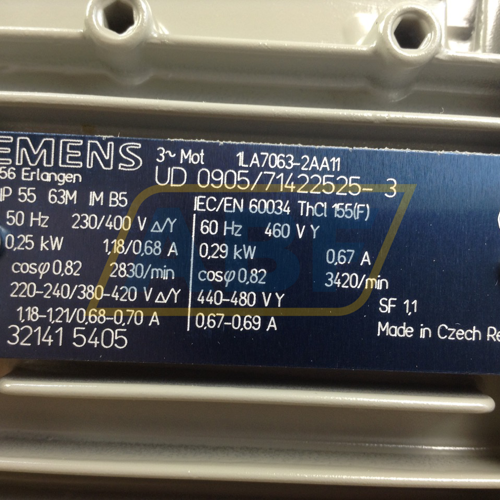 EMENS 3~ Mot 1LA7063-2AA11
56 Erlangen UD 0905/71422525-3
IP 55 63M IM B5 IEC/EN 60034 ThCl 155(F)
50 Hz 230/400 V Δ/Y 60 Hz 460 V Y
0,25 kW 1,18/0,68 A 0,29 kW 0,67 A
cosφ 0,82 2830/min cosφ 0,82 3420/min
220-240/380-420 V Δ/Y 440-480 V Y
1,18-1,21/0,68-0,70 A 0,67-0,69 A SF 1,1
32141 5405 Made in Czech Re